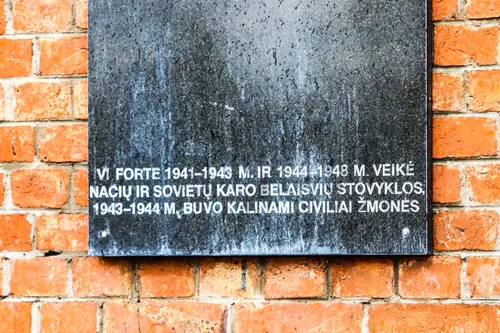 VI FORTE 1941–1943 M. IR 1944–1948 M. VEIKĖ
NACIŲ IR SOVIETŲ KARO BELAISVIŲ STOVYKLOS,
1943–1944 M. BUVO KALINAMI CIVILIAI ŽMONĖS